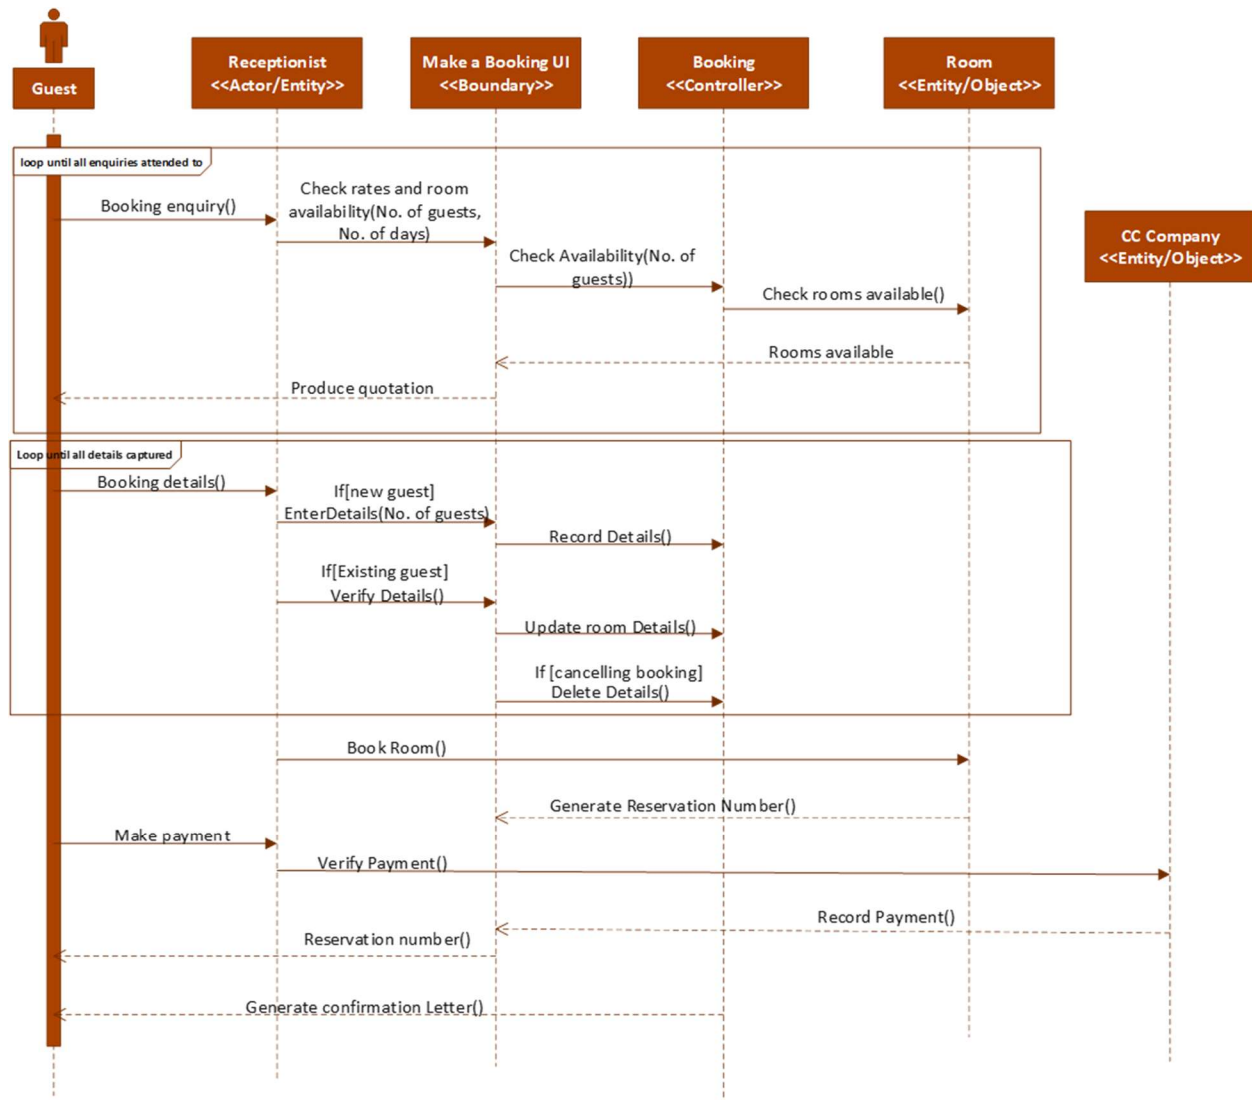 Guest
Receptionist
<<Actor/Entity>>
Make a Booking UI
<<Boundary>>
Booking
<<Controller>>
Room
<<Entity/Object>>
CC Company
<<Entity/Object>>
loop until all enquiries attended to
Booking enquiry()
Check rates and room
availability(No. of guests,
No. of days)
Check Availability(No. of
guests))
Check rooms available()
Rooms available
Produce quotation
Loop until all details captured
Booking details()
If[new guest]
EnterDetails(No. of guests)
Record Details()
If[Existing guest]
Verify Details()
Update room Details()
If [cancelling booking]
Delete Details()
Book Room()
Generate Reservation Number()
Make payment
Verify Payment()
Record Payment()
Reservation number()
Generate confirmation Letter()